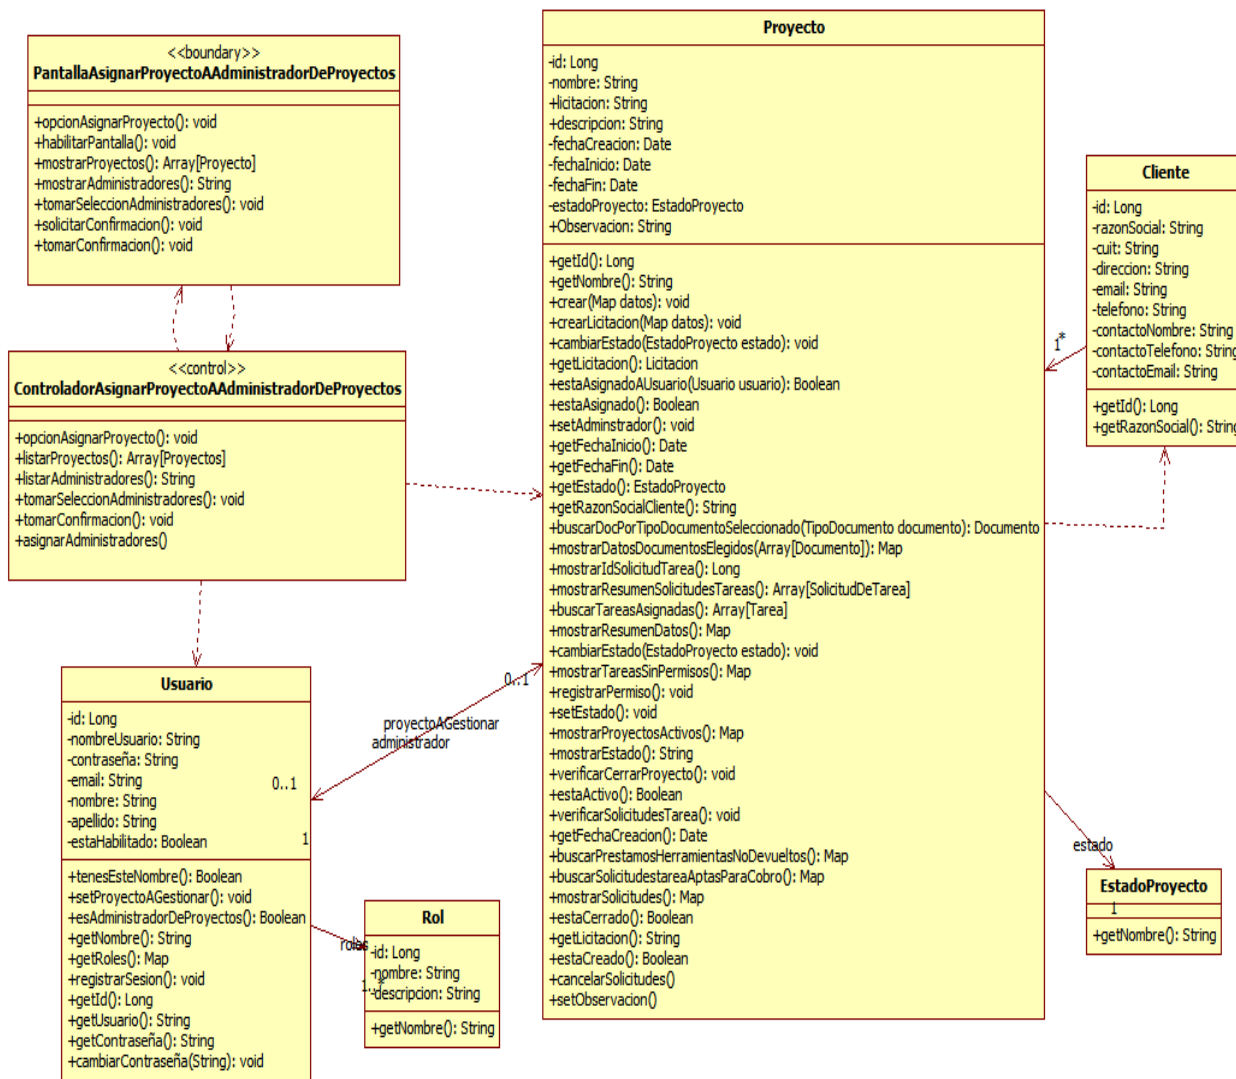 <<boundary>>
PantallaAsignarProyectoAAdministradorDeProyectos
+opcionAsignarProyecto(): void
+habilitarPantalla(): void
+mostrarProyectos(): Array[Proyecto]
+mostrarAdministradores(): String
+tomarSeleccionAdministradores(): void
+solicitarConfirmacion(): void
+tomarConfirmacion(): void
<<control>>
ControladorAsignarProyectoAAdministradorDeProyectos
+opcionAsignarProyecto(): void
+listarProyectos(): Array[Proyectos]
+listarAdministradores(): String
+tomarSeleccionAdministradores(): void
+tomarConfirmacion(): void
+asignarAdministradores()
Proyecto
-id: Long
-nombre: String
+licitacion: String
+descripcion: String
-fechaCreacion: Date
-fechaInicio: Date
-fechaFin: Date
-estadoProyecto: EstadoProyecto
+Observacion: String
+getId(): Long
+getNombre(): String
+crear(Map datos): void
+crearLicitacion(Map datos): void
+cambiarEstado(EstadoProyecto estado): void
+getLicitacion(): Licitacion
+estaAsignadoAUsuario(Usuario usuario): Boolean
+estaAsignado(): Boolean
+setAdminstrador(): void
+getFechaInicio(): Date
+getFechaFin(): Date
+getEstado(): EstadoProyecto
+getRazonSocialCliente(): String
+buscarDocPorTipoDocumentoSeleccionado(TipoDocumento documento): Documento
+mostrarDatosDocumentosElegidos(Array[Documento]): Map
+mostrarIdSolicitudTarea(): Long
+mostrarResumenSolicitudesTareas(): Array[SolicitudDeTarea]
+buscarTareasAsignadas(): Array[Tarea]
+mostrarResumenDatos(): Map
+cambiarEstado(EstadoProyecto estado): void
+mostrarTareasSinPermisos(): Map
+registrarPermiso(): void
+setEstado(): void
+mostrarProyectosActivos(): Map
+mostrarEstado(): String
+verificarCerrarProyecto(): void
+estaActivo(): Boolean
+verificarSolicitudesTarea(): void
+getFechaCreacion(): Date
+buscarPrestamosHerramientasNoDevueltos(): Map
+buscarSolicitudestareaAptasParaCobro(): Map
+mostrarSolicitudes(): Map
+estaCerrado(): Boolean
+getLicitacion(): String
+estaCreado(): Boolean
+cancelarSolicitudes()
+setObservacion()
Cliente
-id: Long
-razonSocial: String
-cuit: String
-direccion: String
-email: String
-telefono: String
-contactoNombre: String
-contactoTelefono: String
-contactoEmail: String
+getId(): Long
+getRazonSocial(): String
1
*
0..1
proyectoAGestionar
administrador
0..1
Usuario
-id: Long
-nombreUsuario: String
-contraseña: String
-email: String
-nombre: String
-apellido: String
-estaHabilitado: Boolean
1
+tenesEsteNombre(): Boolean
+setProyectoAGestionar(): void
+esAdministradorDeProyectos(): Boolean
+getNombre(): String
+getRoles(): Map
+registrarSesion(): void
+getId(): Long
+getUsuario(): String
+getContraseña(): String
+cambiarContraseña(String): void
roles
1..*
Rol
-id: Long
-nombre: String
-descripcion: String
+getNombre(): String
estado
1
EstadoProyecto
+getNombre(): String